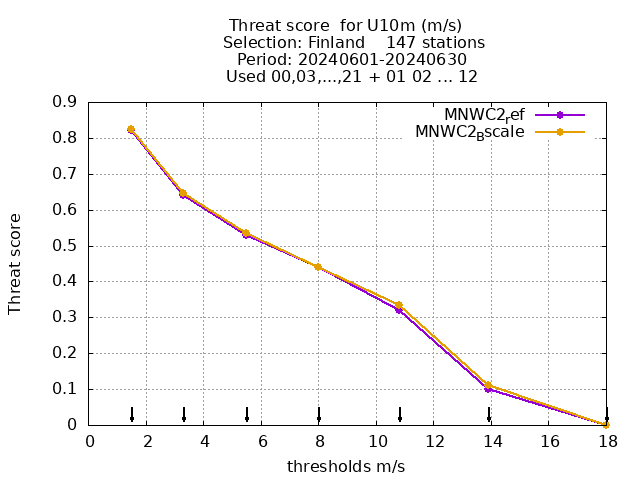 Threat score  for U10m (m/s)
Selection: Finland    147 stations
Period: 20240601-20240630
Used 00,03,...,21 + 01 02 ... 12
MNWC2ref
MNWC2Bscale
0.9
0.8
0.7
0.6
0.5
0.4
0.3
0.2
0.1
0
Threat score
0 2 4 6 8 10 12 14 16 18
thresholds m/s